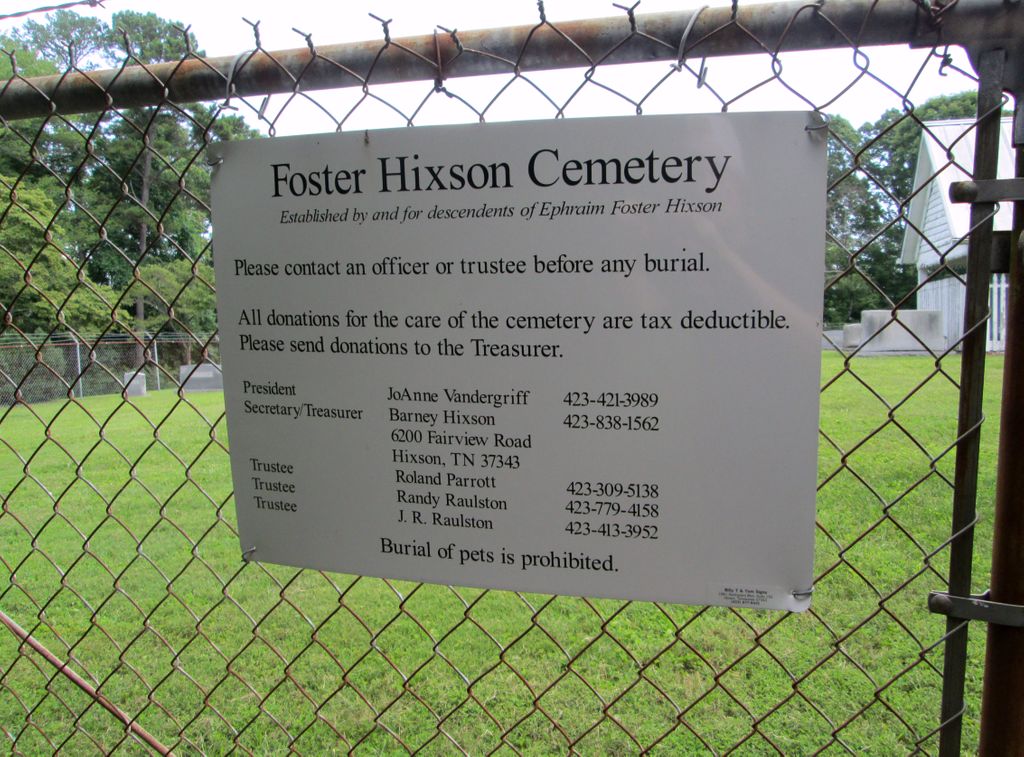 Foster Hixson Cemetery
Established by and for descendents of Ephraim Foster Hixson
Please contact an officer or trustee before any burial.
All donations for the care of the cemetery are tax deductible.
Please send donations to the Treasurer.
President JoAnne Vandergriff 423-421-3989
Secretary/Treasurer Barney Hixson 423-838-1562
6200 Fairview Road
Hixson, TN 37343
Trustee Roland Parrott 423-309-5138
Trustee Randy Raulston 423-779-4158
Trustee J. R. Raulston 423-413-3952
Burial of pets is prohibited.